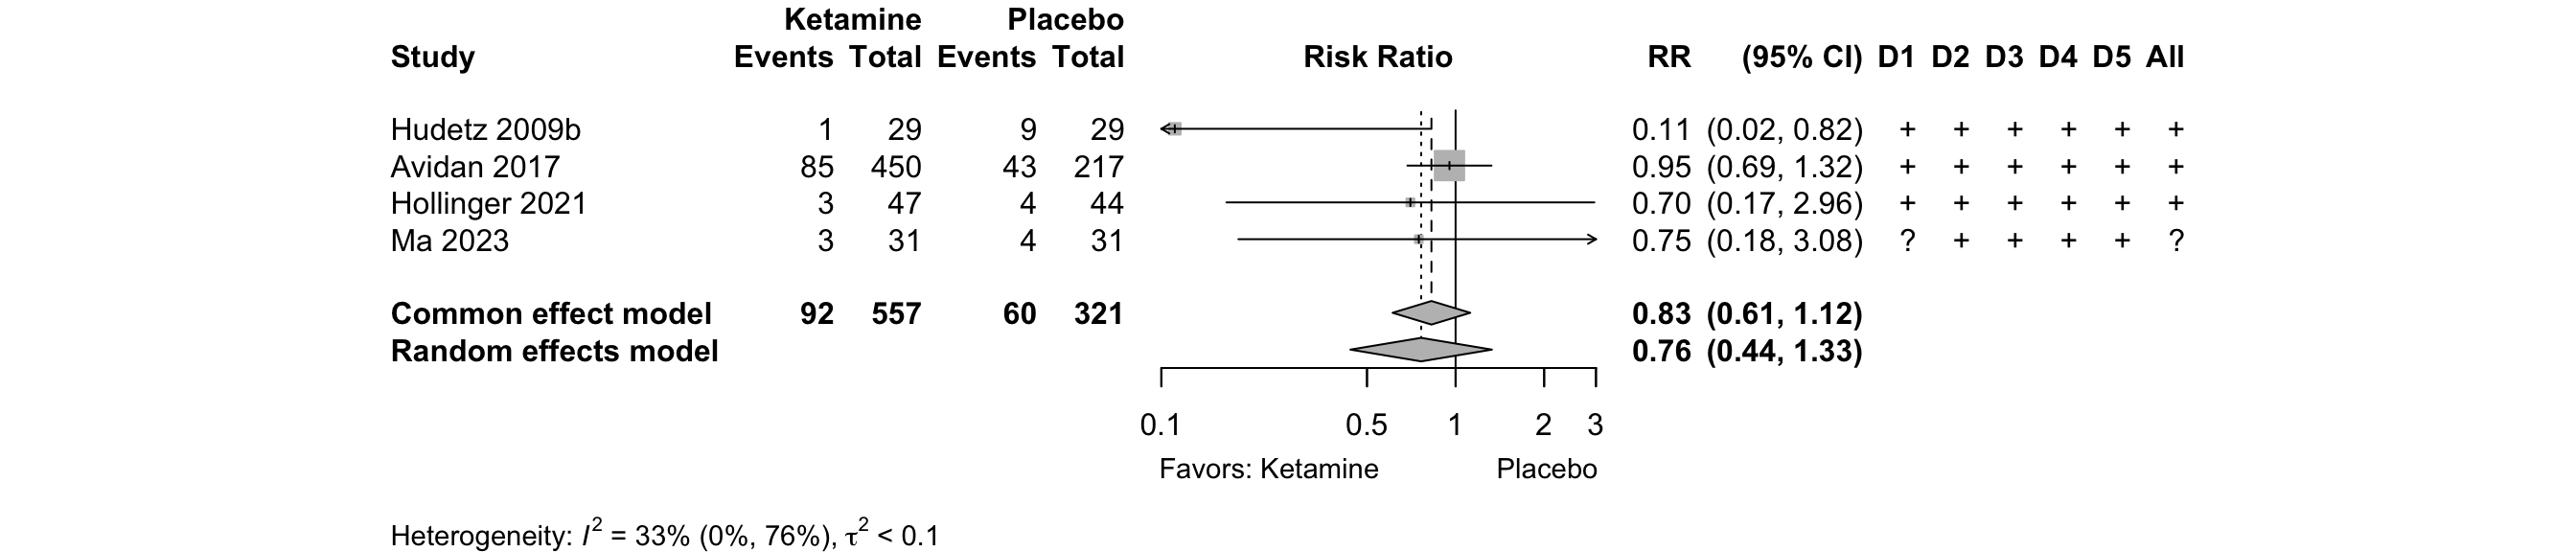 Ketamine Placebo
Study Events Total Events Total Risk Ratio RR (95% CI) D1 D2 D3 D4 D5 All
Hudetz 2009b 1 29 9 29 0.11 (0.02, 0.82) + + + + + +
Avidan 2017 85 450 43 217 0.95 (0.69, 1.32) + + + + + +
Hollinger 2021 3 47 4 44 0.70 (0.17, 2.96) + + + + + +
Ma 2023 3 31 4 31 0.75 (0.18, 3.08) ? + + + + ?
Common effect model 92 557 60 321 0.83 (0.61, 1.12)
Random effects model 0.76 (0.44, 1.33)
0.1 0.5 1 2 3
Favors: Ketamine Placebo
Heterogeneity: I² = 33% (0%, 76%), τ² < 0.1